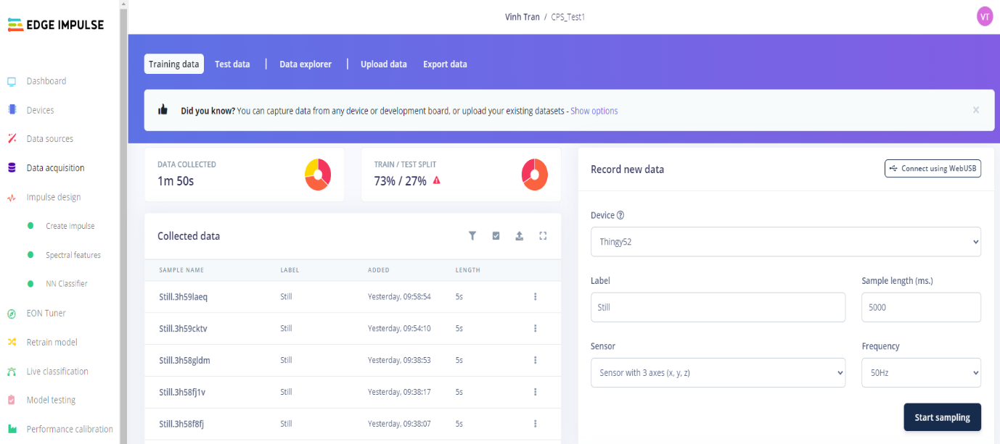 EDGE IMPULSE
Vinh Tran / CPS_Test1
VT
Dashboard
Devices
Data sources
Data acquisition
Impulse design
Create impulse
Spectral features
NN Classifier
EON Tuner
Retrain model
Live classification
Model testing
Performance calibration
Training data Test data | Data explorer | Upload data Export data
Did you know? You can capture data from any device or development board, or upload your existing datasets - Show options ×
DATA COLLECTED
1m 50s
TRAIN / TEST SPLIT
73% / 27%
Collected data
SAMPLE NAME LABEL ADDED LENGTH
Still.3h59laeq Still Yesterday, 09:58:54 5s
Still.3h59cktv Still Yesterday, 09:54:10 5s
Still.3h58gldm Still Yesterday, 09:38:53 5s
Still.3h58fj1v Still Yesterday, 09:38:17 5s
Still.3h58f8fj Still Yesterday, 09:38:07 5s
Record new data
Connect using WebUSB
Device ?
Thingy52
Label Sample length (ms.)
Still 5000
Sensor Frequency
Sensor with 3 axes (x, y, z) 50Hz
Start sampling